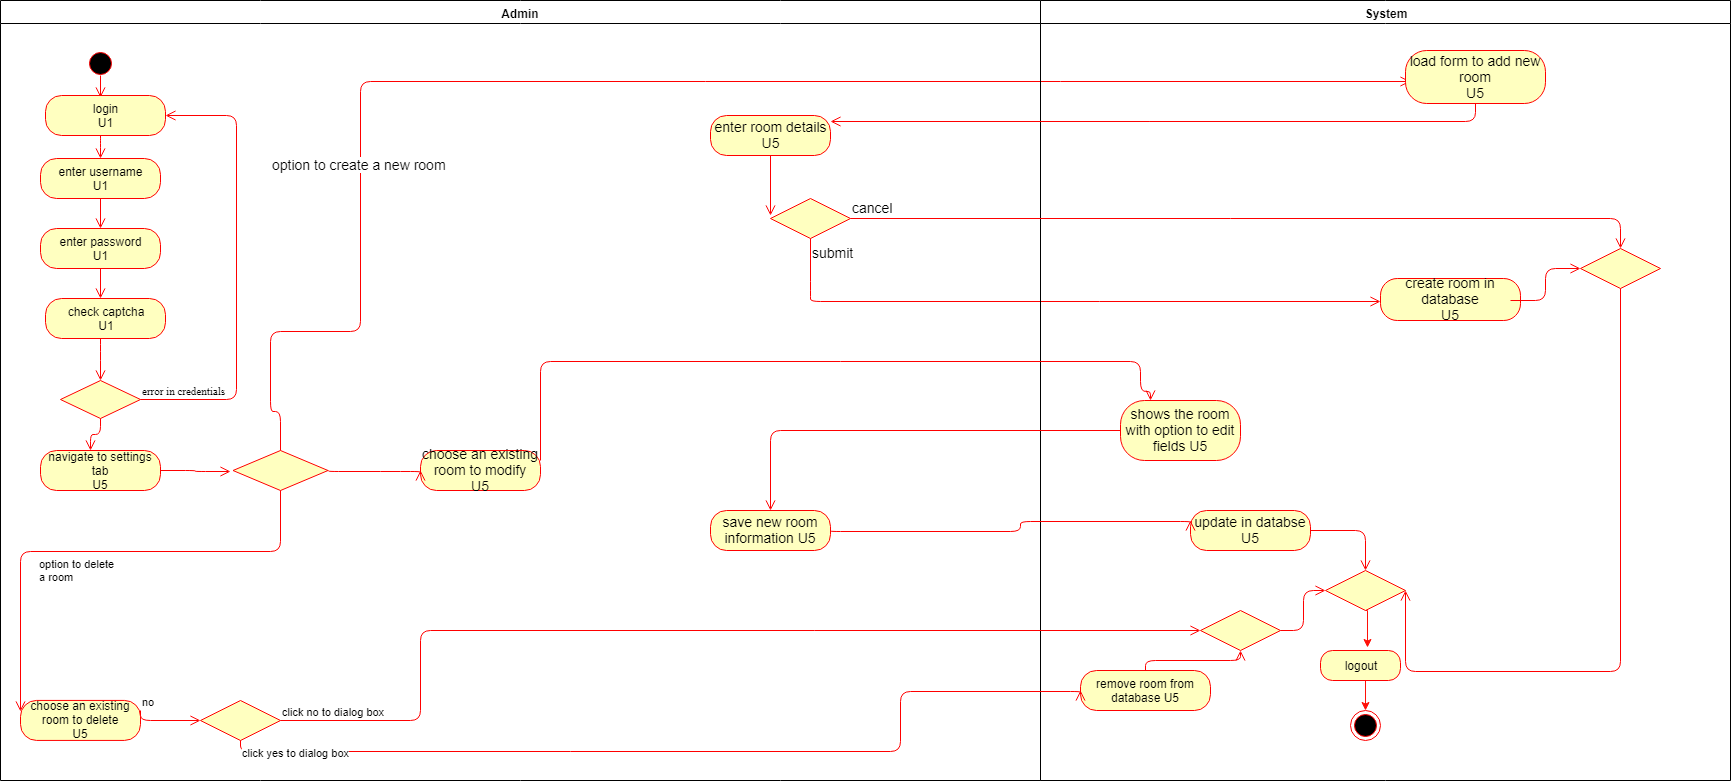 Admin
System
login
U1
enter username
U1
enter password
U1
check captcha
U1
error in credentials
navigate to settings
tab
U5
option to create a new room
load form to add new
room
U5
enter room details
U5
cancel
submit
create room in
database
U5
choose an existing
room to modify
U5
shows the room
with option to edit
fields U5
save new room
information U5
update in databse
U5
option to delete
a room
choose an existing
room to delete
U5
no
click no to dialog box
click yes to dialog box
remove room from
database U5
logout